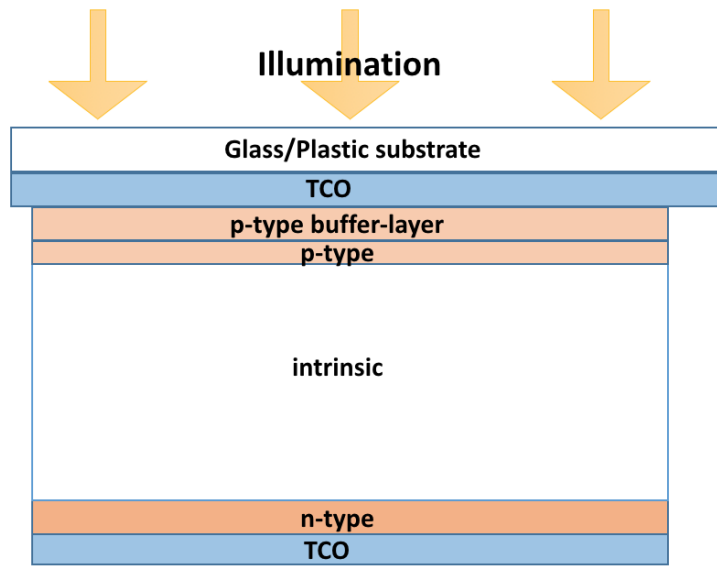 Illumination
Glass/Plastic substrate
TCO
p-type buffer-layer
p-type
intrinsic
n-type
TCO